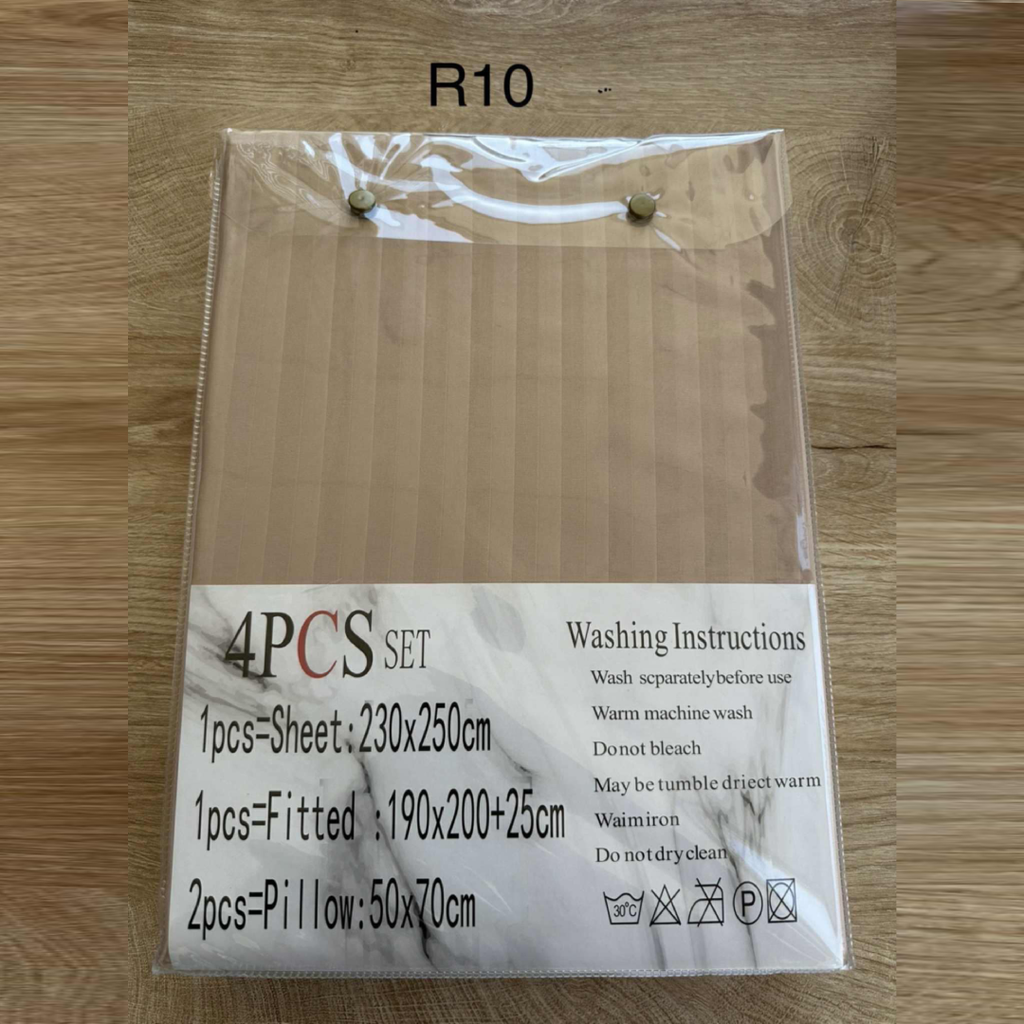 R10
4PCS SET
1pcs=Sheet:230x250cm
1pcs=Fitted :190x200+25cm
2pcs=Pillow:50x70cm
Washing Instructions
Wash scparatelybefore use
Warm machine wash
Donot bleach
May be tumble driect warm
Waimiron
Do not dry clean
30°C P